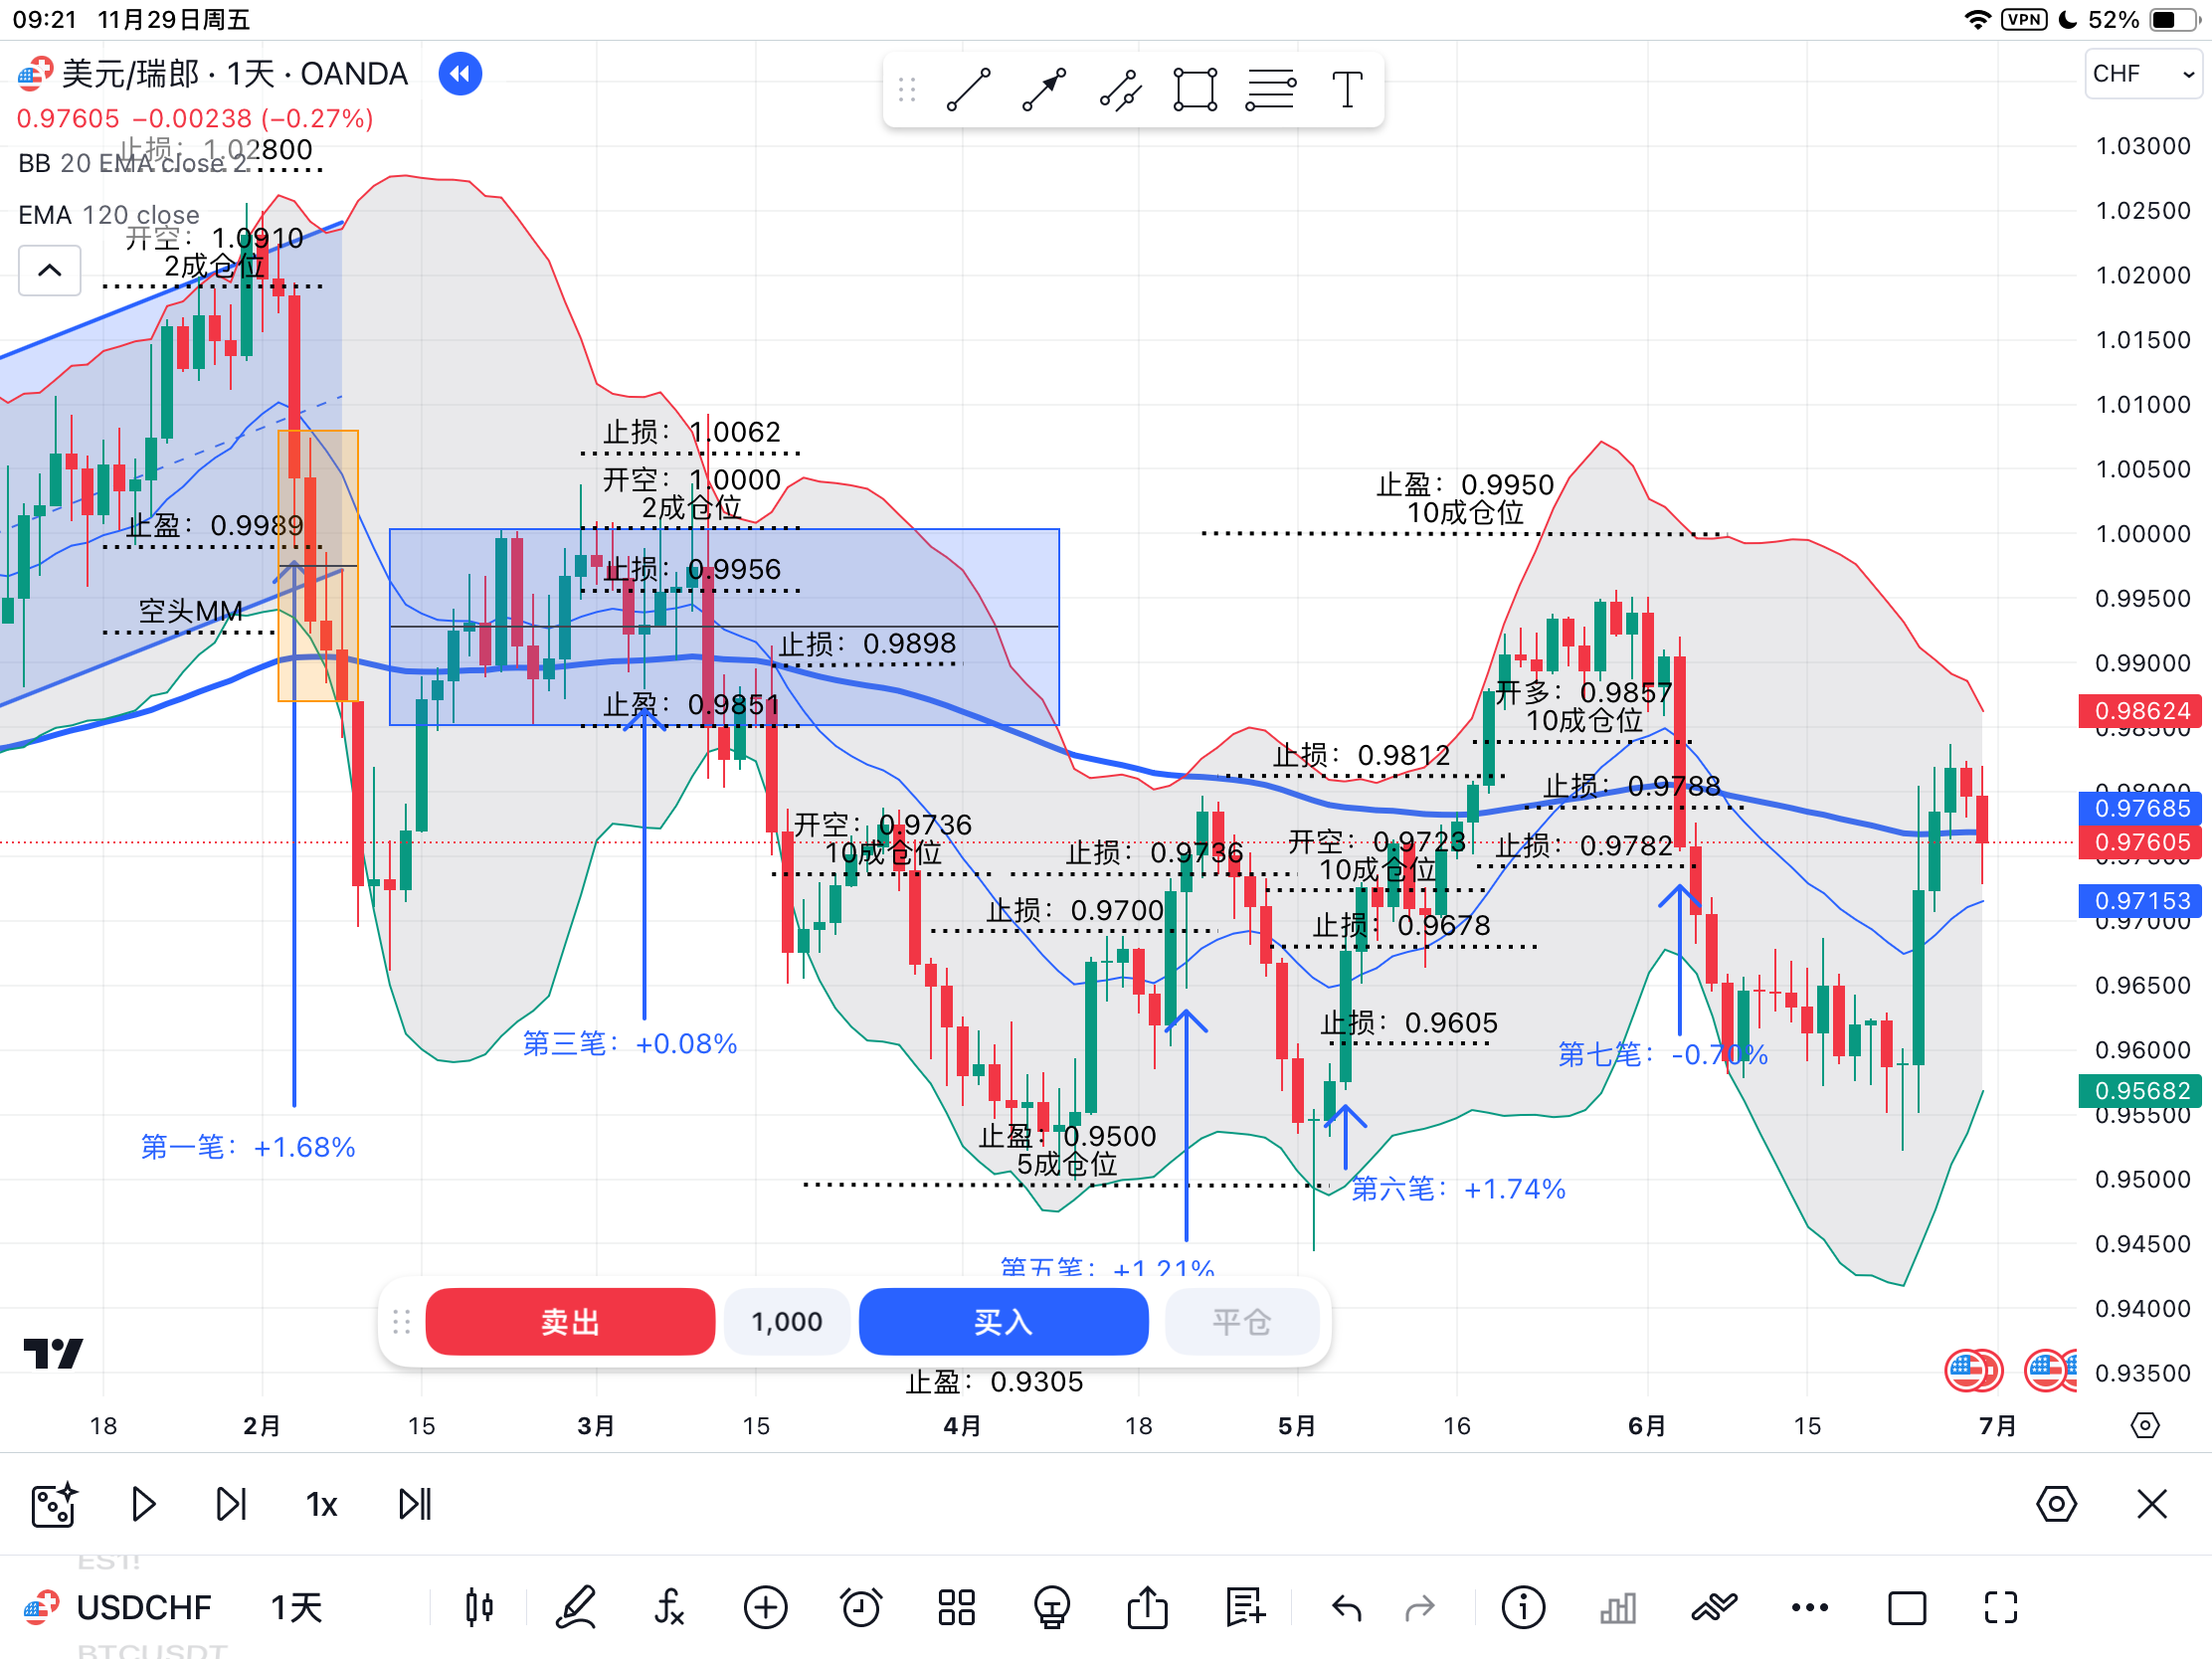 09:21 11月29日周五
VPN 52%
美元/瑞郎 · 1天 · OANDA
CHF
0.97605 −0.00238 (−0.27%)
止损：1.02800
BB 20 EMA close 2
EMA 120 close
开空：1.0910
2成仓位
止盈：0.9989
空头MM
第一笔：+1.68%
止损：1.0062
开空：1.0000
2成仓位
止损：0.9956
止损：0.9898
止盈：0.9851
第三笔：+0.08%
开空：0.9736
10成仓位
止损：0.9736
止损：0.9700
止盈：0.9500
5成仓位
第五笔：+1.21%
止盈：0.9950
10成仓位
开多：0.9857
10成仓位
止损：0.9812
止损：0.9788
开空：0.9723
10成仓位
止损：0.9782
止损：0.9678
止损：0.9605
第七笔：-0.70%
第六笔：+1.74%
1.03000
1.02500
1.02000
1.01500
1.01000
1.00500
1.00000
0.99500
0.99000
0.98624
0.98500
0.98000
0.97685
0.97605
0.97500
0.97153
0.97000
0.96500
0.96000
0.95682
0.95500
0.95000
0.94500
0.94000
0.93500
卖出 1,000 买入 平仓
止盈：0.9305
18 2月 15 3月 15 4月 18 5月 16 6月 15 7月
1x
EST!
USDCHF 1天
BTCUSDT